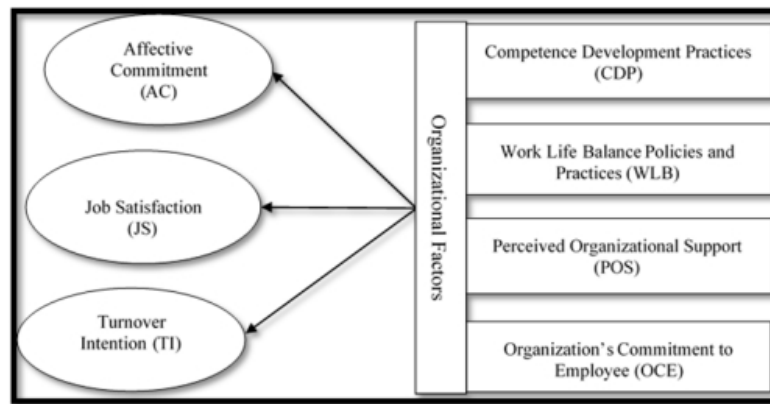 Affective
Commitment
(AC)
Job Satisfaction
(JS)
Turnover
Intention (TI)
Organizational Factors
Competence Development Practices
(CDP)
Work Life Balance Policies and
Practices (WLB)
Perceived Organizational Support
(POS)
Organization's Commitment to
Employee (OCE)